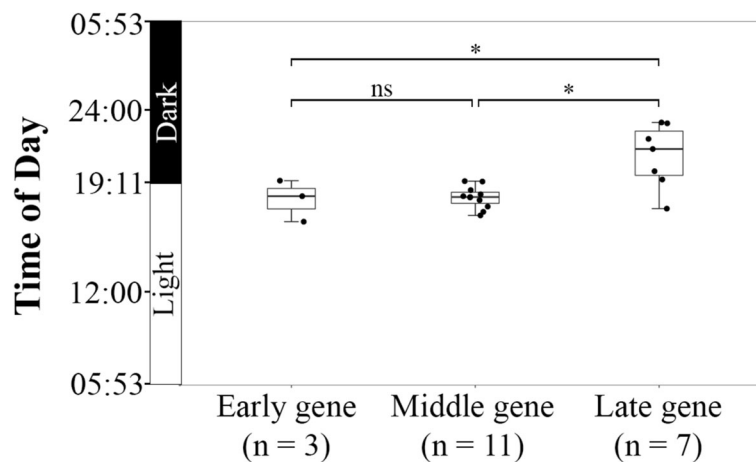 05:53
*
24:00
ns
*
Dark
19:11
Time of Day
Light
12:00
05:53
Early gene
Middle gene
Late gene
(n = 3)
(n = 11)
(n = 7)